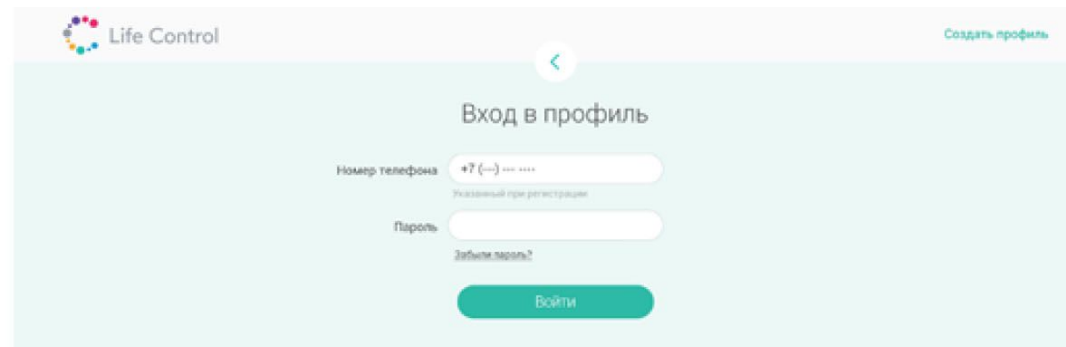 Life Control
Создать профиль
Вход в профиль
Номер телефона
+7 (---) --- ----
Указанный при регистрации
Пароль
Забыли пароль?
Войти